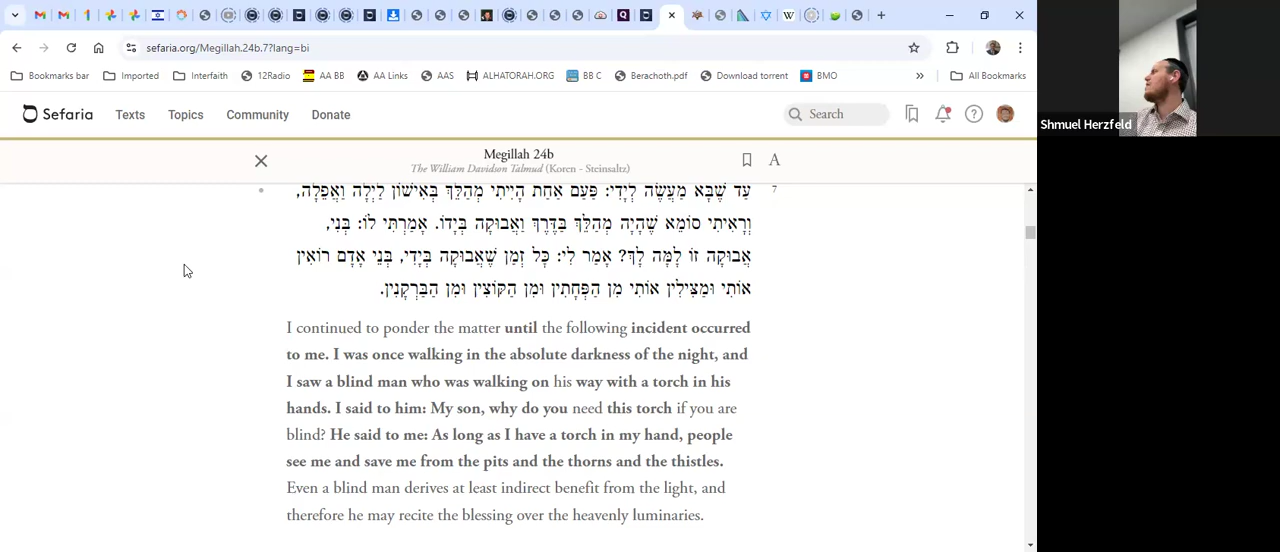 sefaria.org/Megillah.24b.7?lang=bi
Bookmarks bar Imported Interfaith 12Radio AA BB AA Links AAS ALHATORAH.ORG BB C Berachoth.pdf Download torrent BMO » All Bookmarks
Sefaria Texts Topics Community Donate Search
Megillah 24b
The William Davidson Talmud (Koren - Steinsaltz)
A
7
עַד שֶׁבָּא מַעֲשֶׂה לְיָדִי: פַּעַם אַחַת הָיִיתִי מְהַלֵּךְ בְּאִישׁוֹן לַיְלָה וַאֲפֵלָה,
וְרָאִיתִי סוֹמֵא שֶׁהָיָה מְהַלֵּךְ בַּדֶּרֶךְ וַאֲבוּקָה בְּיָדוֹ. אָמַרְתִּי לוֹ: בְּנִי,
אֲבוּקָה זוֹ לָמָּה לָךְ? אָמַר לִי: כׇּל זְמַן שֶׁאֲבוּקָה בְּיָדִי, בְּנֵי אָדָם רוֹאִין
אוֹתִי וּמַצִּילִין אוֹתִי מִן הַפְּחָתִין וּמִן הַקּוֹצִין וּמִן הַבַּרְקָנִין.
I continued to ponder the matter until the following incident occurred
to me. I was once walking in the absolute darkness of the night, and
I saw a blind man who was walking on his way with a torch in his
hands. I said to him: My son, why do you need this torch if you are
blind? He said to me: As long as I have a torch in my hand, people
see me and save me from the pits and the thorns and the thistles.
Even a blind man derives at least indirect benefit from the light, and
therefore he may recite the blessing over the heavenly luminaries.
Shmuel Herzfeld